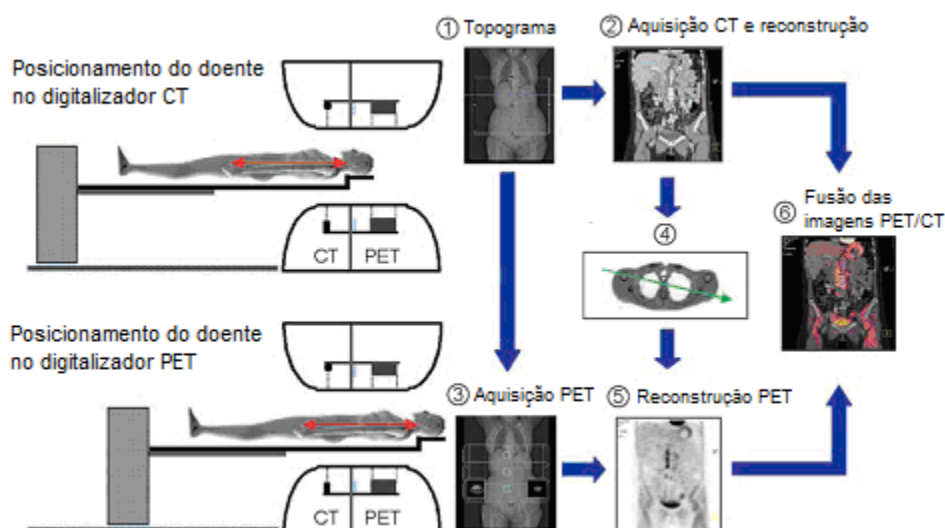 ① Topograma
② Aquisição CT e reconstrução
Posicionamento do doente
no digitalizador CT
CT PET
④
⑥ Fusão das
imagens PET/CT
Posicionamento do doente
no digitalizador PET
③ Aquisição PET
⑤ Reconstrução PET
CT PET